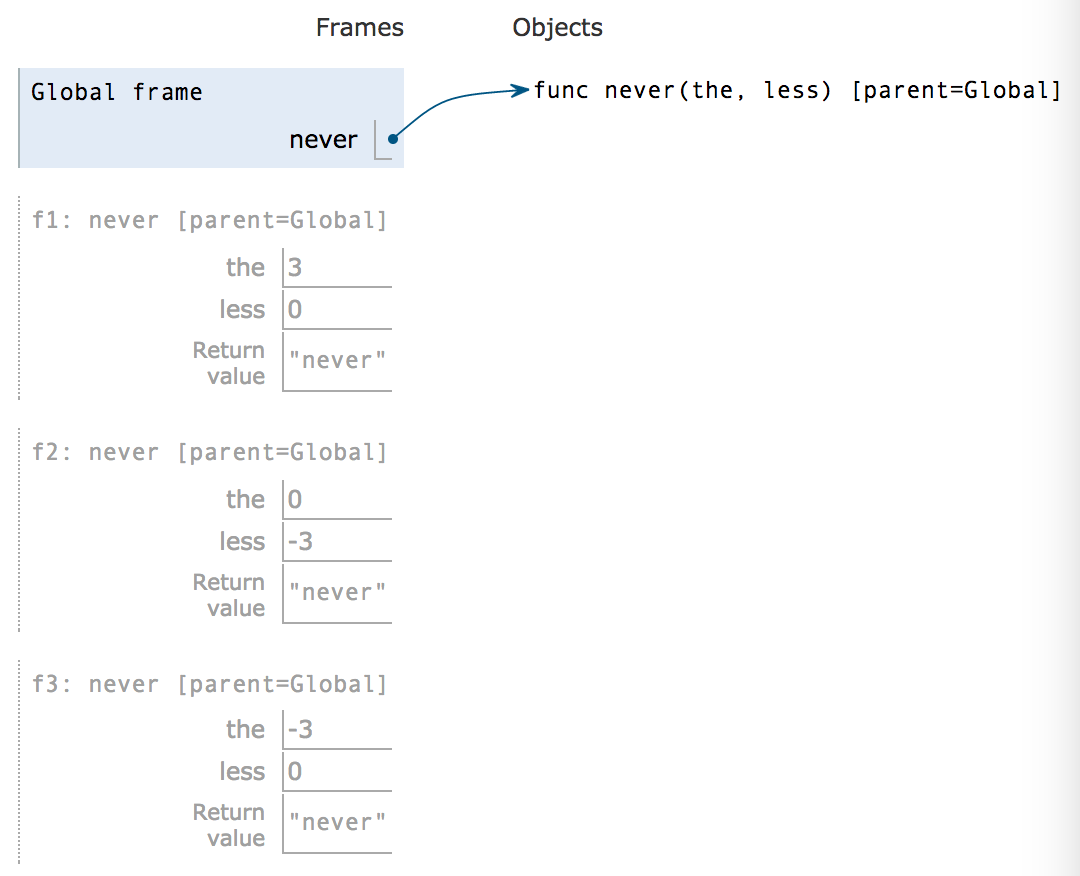 Frames Objects
Global frame func never(the, less) [parent=Global]
never
f1: never [parent=Global]
the 3
less 0
Return
value "never"
f2: never [parent=Global]
the 0
less -3
Return
value "never"
f3: never [parent=Global]
the -3
less 0
Return
value "never"